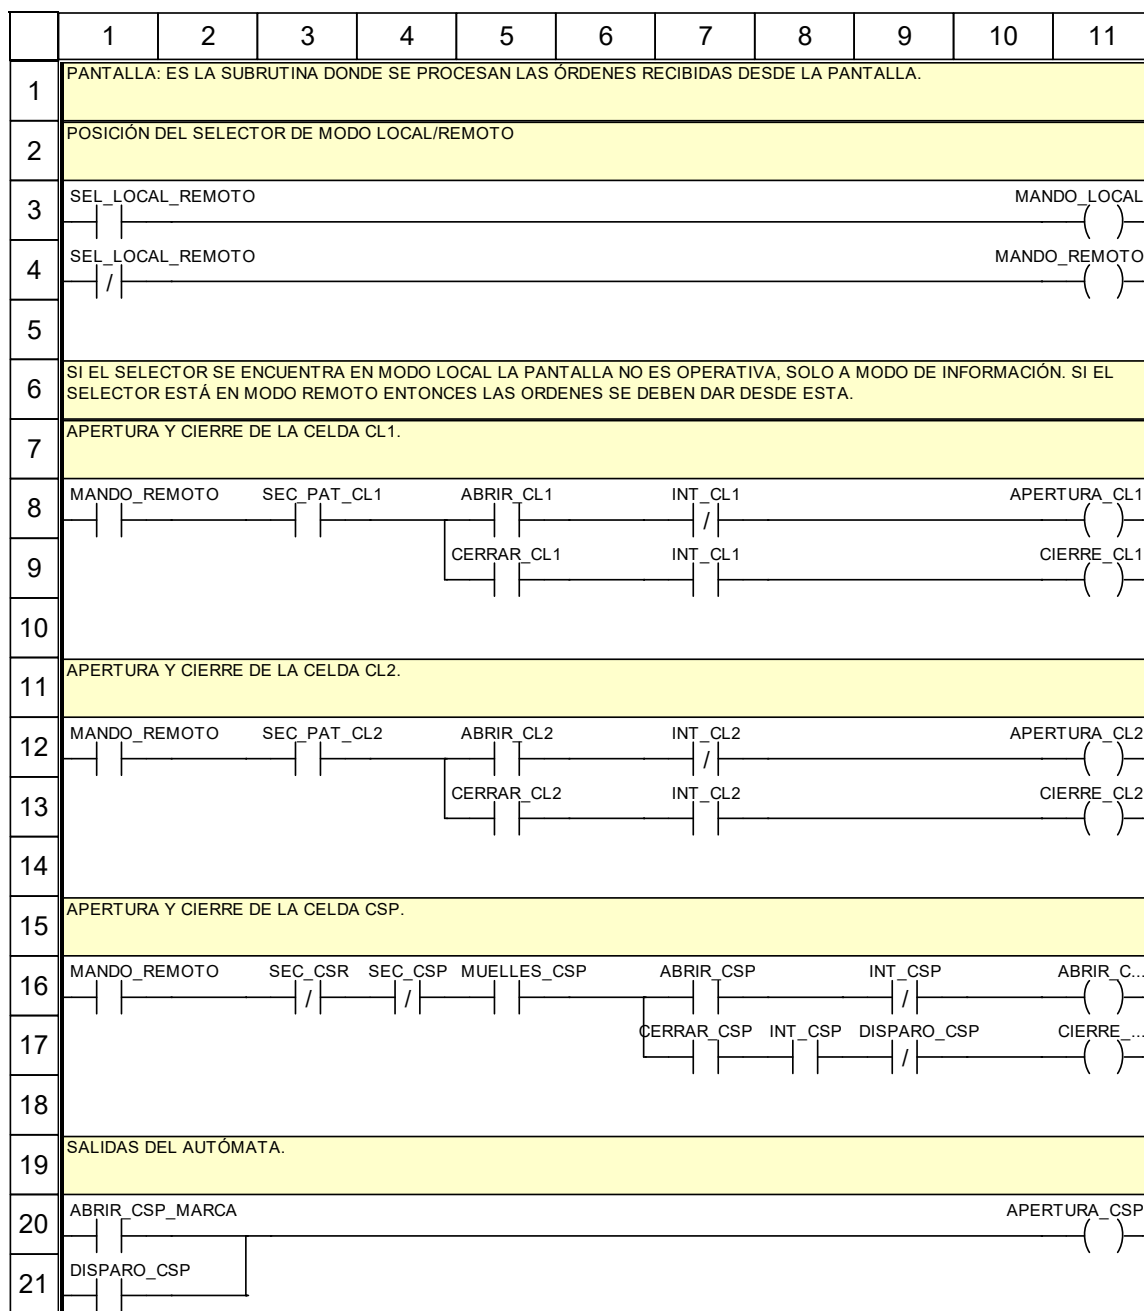 1 2 3 4 5 6 7 8 9 10 11
1 PANTALLA: ES LA SUBRUTINA DONDE SE PROCESAN LAS ÓRDENES RECIBIDAS DESDE LA PANTALLA.
2 POSICIÓN DEL SELECTOR DE MODO LOCAL/REMOTO
SEL_LOCAL_REMOTO MANDO_LOCAL
3
SEL_LOCAL_REMOTO MANDO_REMOTO
4 /
5
SI EL SELECTOR SE ENCUENTRA EN MODO LOCAL LA PANTALLA NO ES OPERATIVA, SOLO A MODO DE INFORMACIÓN. SI EL
6 SELECTOR ESTÁ EN MODO REMOTO ENTONCES LAS ORDENES SE DEBEN DAR DESDE ESTA.
7 APERTURA Y CIERRE DE LA CELDA CL1.
MANDO_REMOTO SEC_PAT_CL1 ABRIR_CL1 INT_CL1 APERTURA_CL1
8 /
CERRAR_CL1 INT_CL1 CIERRE_CL1
9
10
11 APERTURA Y CIERRE DE LA CELDA CL2.
MANDO_REMOTO SEC_PAT_CL2 ABRIR_CL2 INT_CL2 APERTURA_CL2
12 /
CERRAR_CL2 INT_CL2 CIERRE_CL2
13
14
15 APERTURA Y CIERRE DE LA CELDA CSP.
MANDO_REMOTO SEC_CSR SEC_CSP MUELLES_CSP ABRIR_CSP INT_CSP ABRIR_C...
16 / / /
CERRAR_CSP INT_CSP DISPARO_CSP CIERRE_...
17 /
18
19 SALIDAS DEL AUTÓMATA.
ABRIR_CSP_MARCA APERTURA_CSP
20
DISPARO_CSP
21